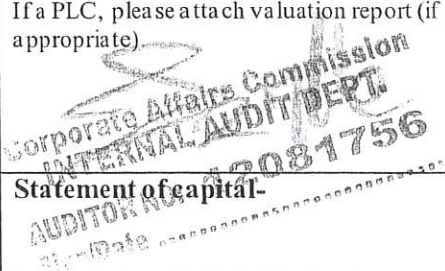 If a PLC, please attach valuation report (if
appropriate)
Corporate Affairs Commission
INTERNAL AUDIT DEPT.
12081756
Statement of capital-
AUDITOR
Sign/Date